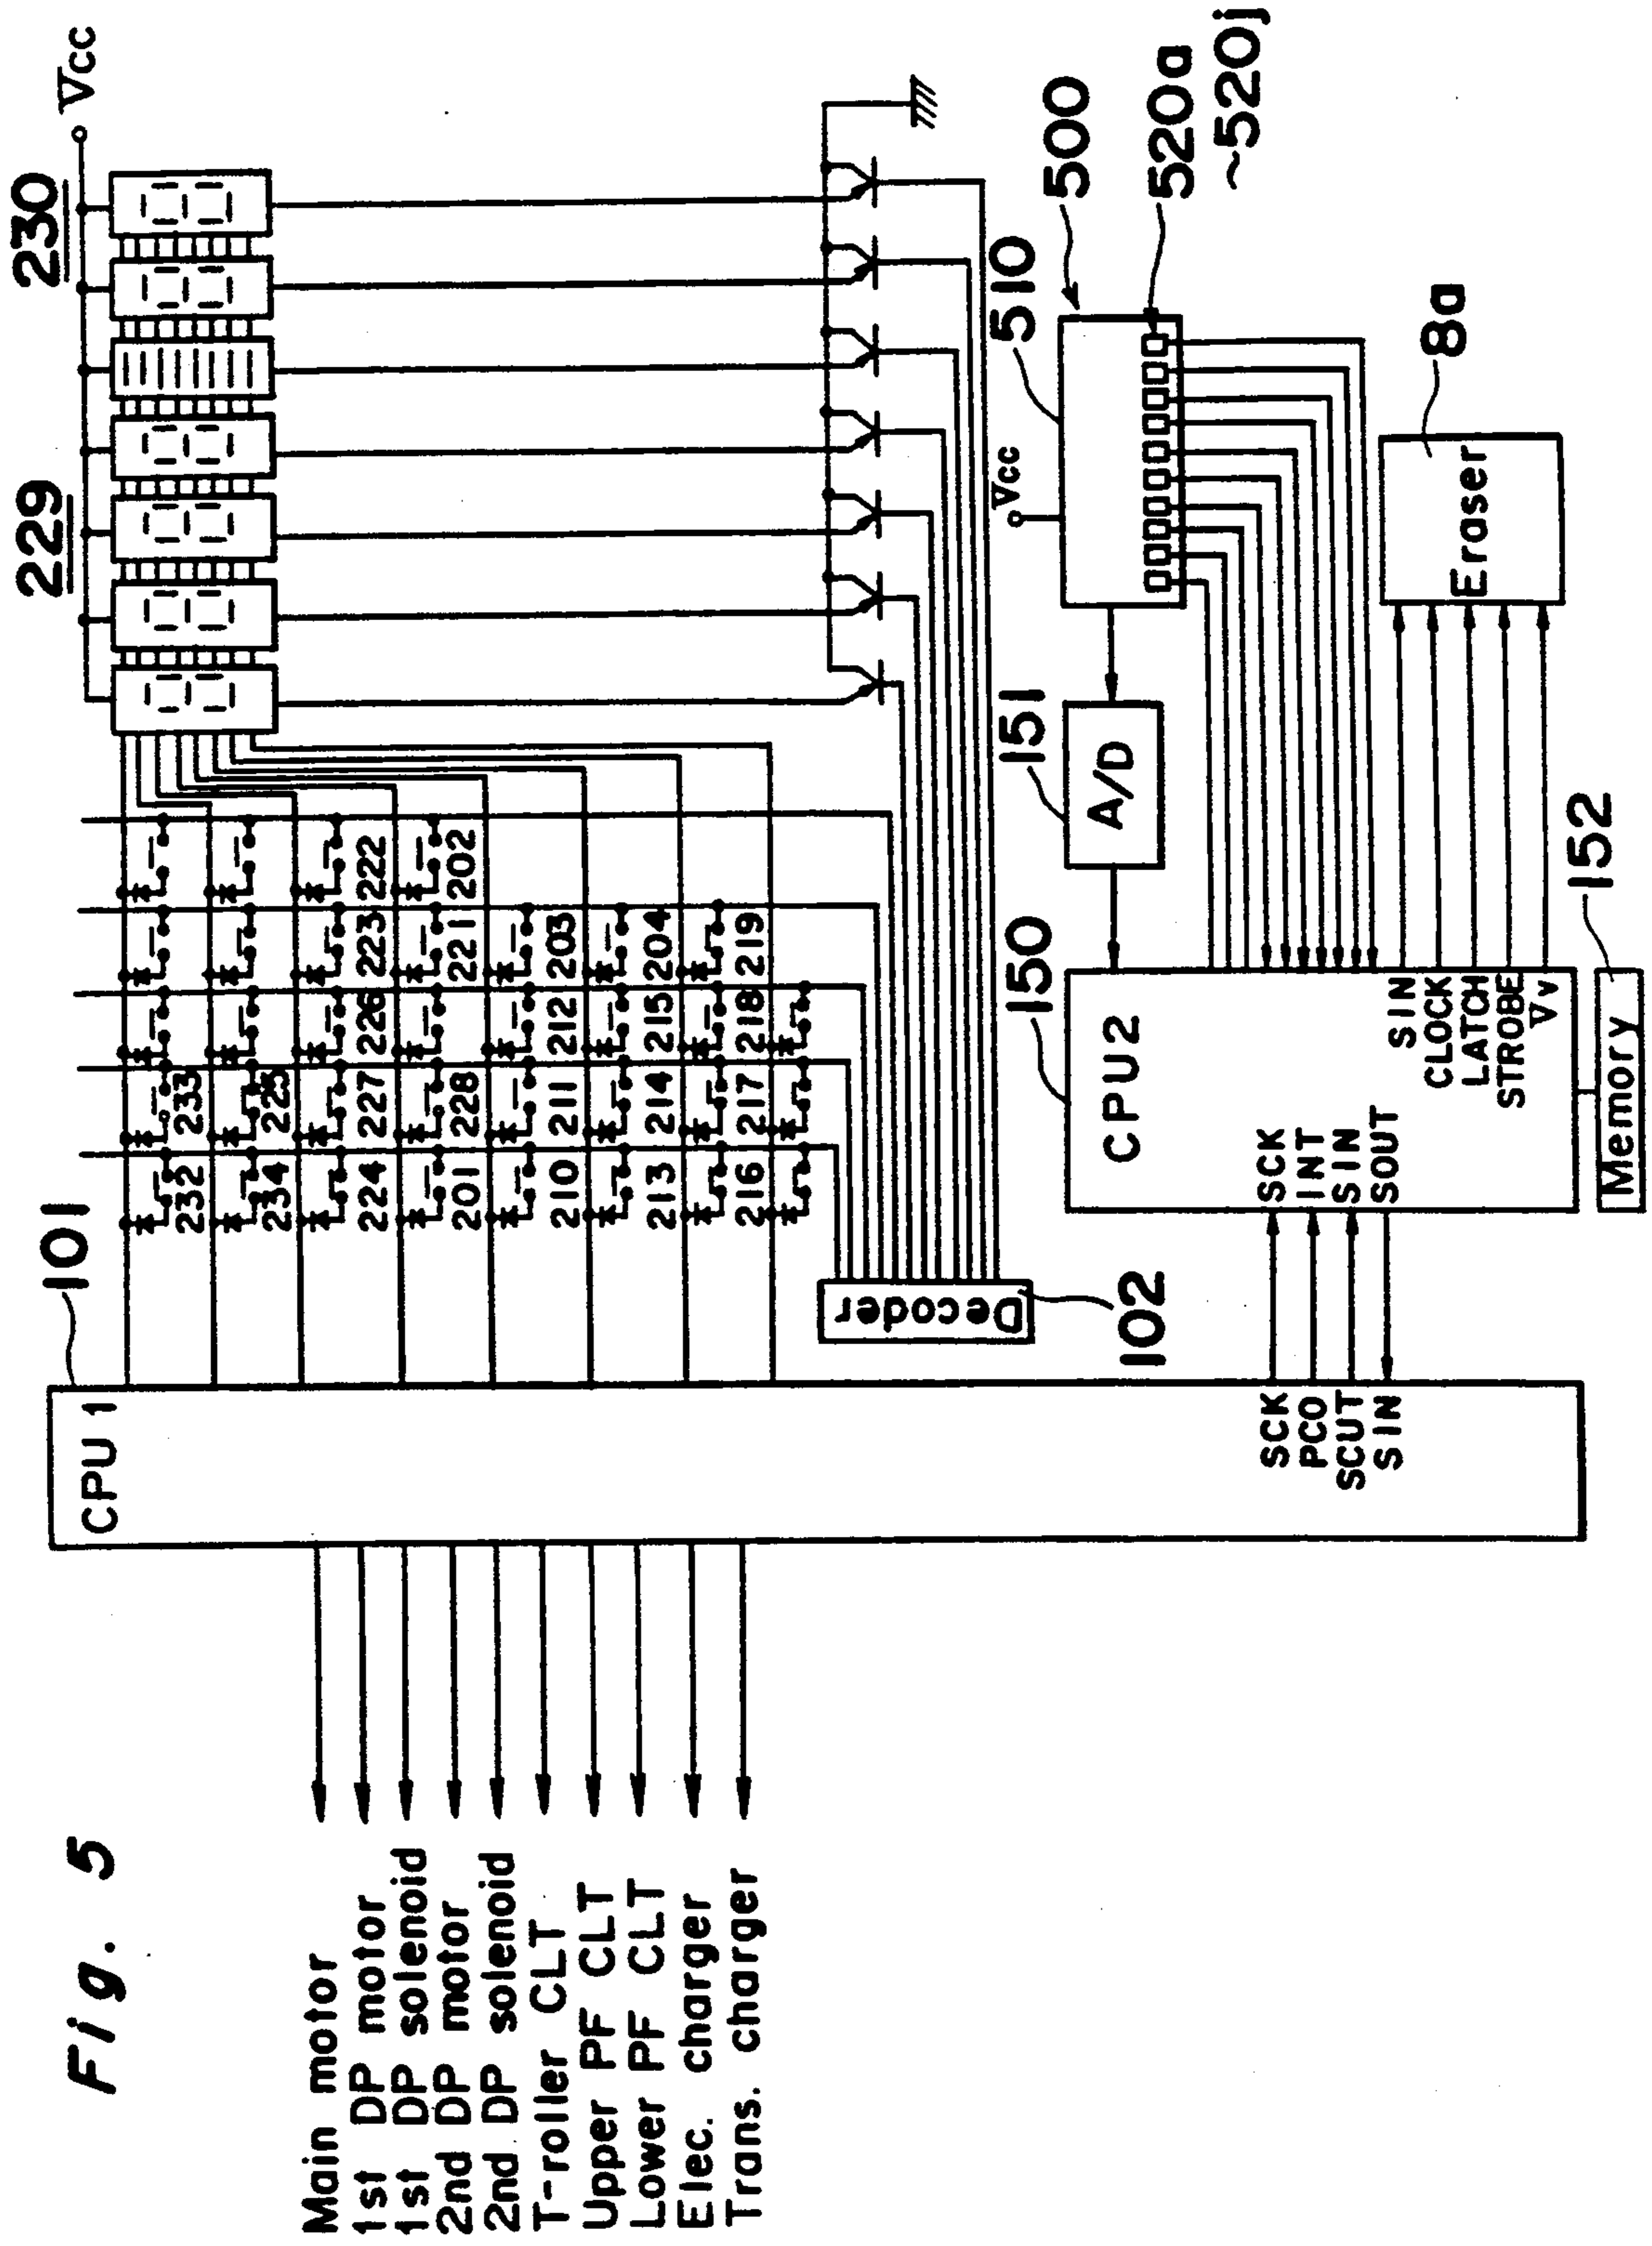 Fig. 5
Main motor
1st DP motor
1st DP solenoid
2nd DP motor
2nd DP solenoid
T-roller CLT
Upper PF CLT
Lower PF CLT
Elec. charger
Trans. charger
CPU 1
101
SCK
PCO
SCUT
SIN
232 233
234 225
224 227 226 223 222
201 228 221 202
210 211 212 203
213 214 215 204
216 217 218 219
229
230
Vcc
Decoder
102
CPU2
150
SCK
INT
SIN
SOUT
SIN
CLOCK
LATCH
STROBE
Vv
Memory
152
A/D
151
Vcc
510
500
520a
~520j
Eraser
8a